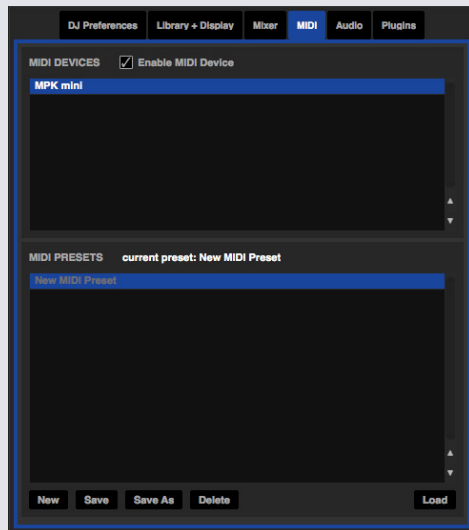 DJ Preferences Library + Display Mixer MIDI Audio Plugins
MIDI DEVICES Enable MIDI Device
MPK mini
MIDI PRESETS current preset: New MIDI Preset
New MIDI Preset
New Save Save As Delete Load